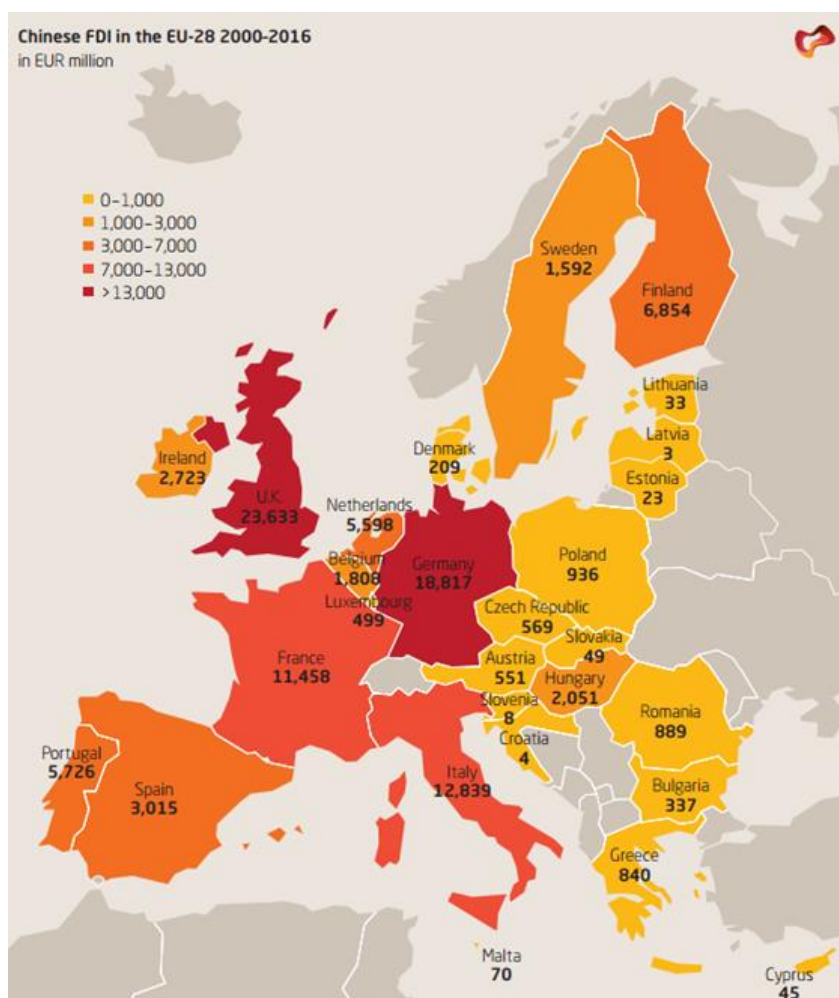 Chinese FDI in the EU-28 2000-2016
in EUR million
0-1,000
1,000-3,000
3,000-7,000
7,000-13,000
>13,000
Sweden
1,592
Finland
6,854
Lithuania
33
Latvia
3
Estonia
23
Denmark
209
Ireland
2,723
U.K.
23,633
Netherlands
5,598
Belgium
1,808
Luxembourg
499
Germany
18,817
Poland
936
Czech Republic
569
Slovakia
49
Austria
551
Hungary
2,051
Slovenia
8
Croatia
4
Romania
889
Bulgaria
337
Greece
840
France
11,458
Portugal
5,726
Spain
3,015
Italy
12,839
Malta
70
Cyprus
45